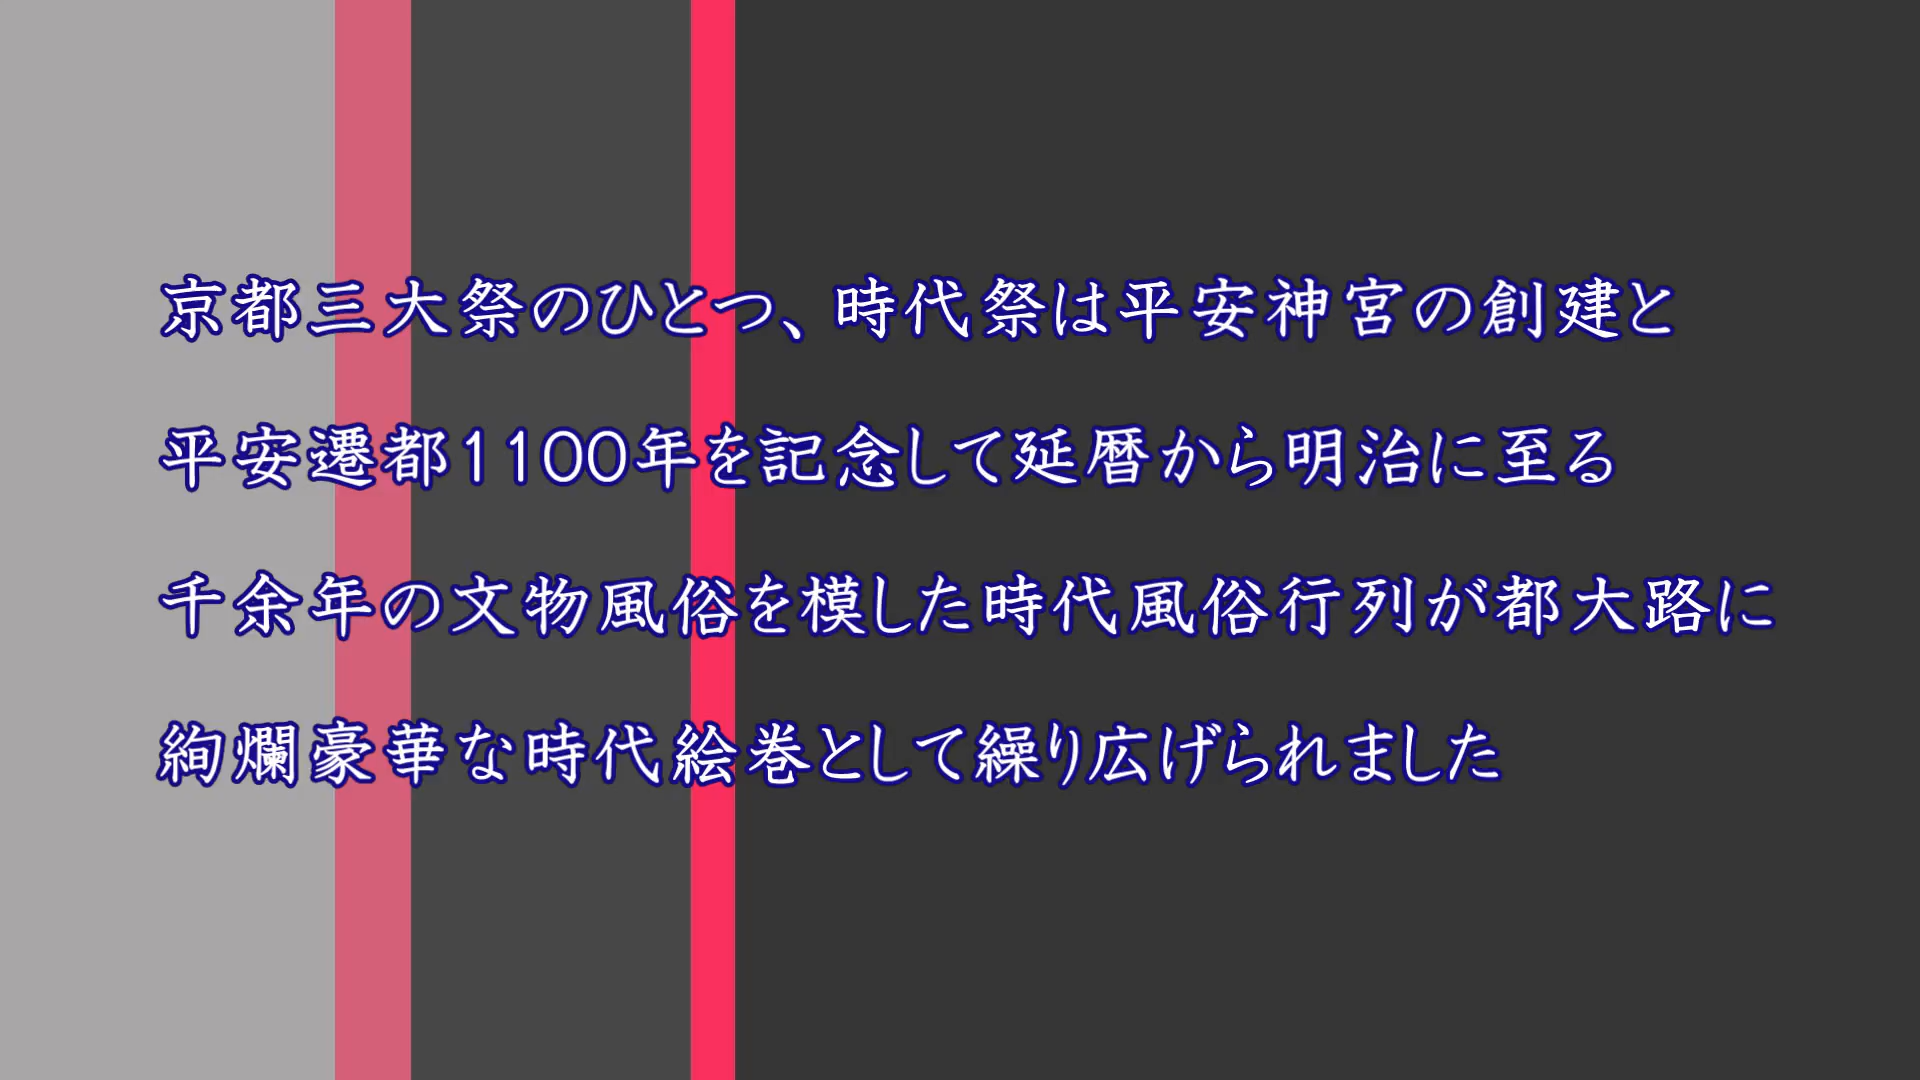 京都三大祭のひとつ、時代祭は平安神宮の創建と
平安遷都1100年を記念して延暦から明治に至る
千余年の文物風俗を模した時代風俗行列が都大路に
絢爛豪華な時代絵巻として繰り広げられました